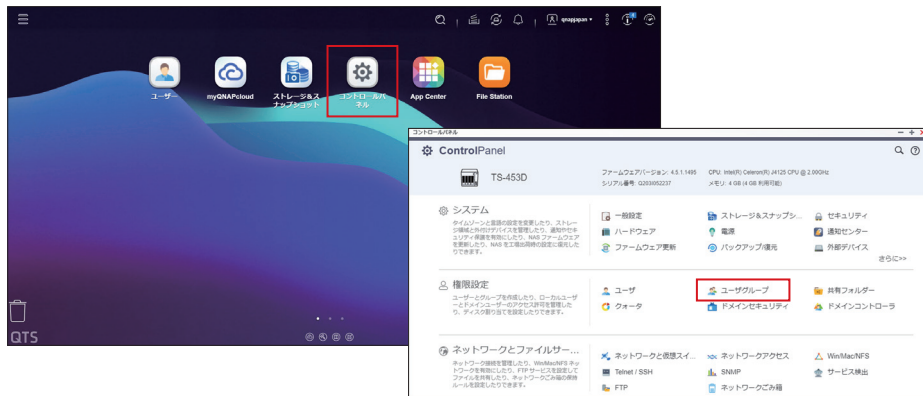 qnapjapan
ユーザー
myQNAPcloud
ストレージ&ス
ナップショット
コントロールパ
ネル
App Center
File Station
QTS
コントロールパネル
ControlPanel
TS-453D
ファームウェアバージョン: 4.5.1.1495
CPU: Intel(R) Celeron(R) J4125 CPU @ 2.00GHz
シリアル番号: Q203I052237
メモリ: 4 GB (4 GB 利用可能)
システム
タイムゾーンと言語の設定を変更したり、ストレー
ジ領域と外付けデバイスを管理したり、通知やセキ
ュリティ保護を有効にしたり、NAS ファームウェア
を更新したり、NAS を工場出荷時の設定に復元した
りできます。
一般設定
ストレージ&スナップシ...
セキュリティ
ハードウェア
電源
通知センター
ファームウェア更新
バックアップ/復元
外部デバイス
さらに>>
権限設定
ユーザーとグループを作成したり、ローカルユーザ
ーとドメインユーザーのアクセス許可を管理した
り、ディスク割り当てを設定したりできます。
ユーザ
ユーザグループ
共有フォルダー
クォータ
ドメインセキュリティ
ドメインコントローラ
ネットワークとファイルサー...
ネットワーク接続を管理したり、Win/Mac/NFS ネッ
トワークを有効にしたり、FTP サービスを設定して
ファイルを共有したり、ネットワークごみ箱の保持
ルールを設定したりできます。
ネットワークと仮想スイ...
ネットワークアクセス
Win/Mac/NFS
Telnet / SSH
SNMP
サービス検出
FTP
ネットワークごみ箱